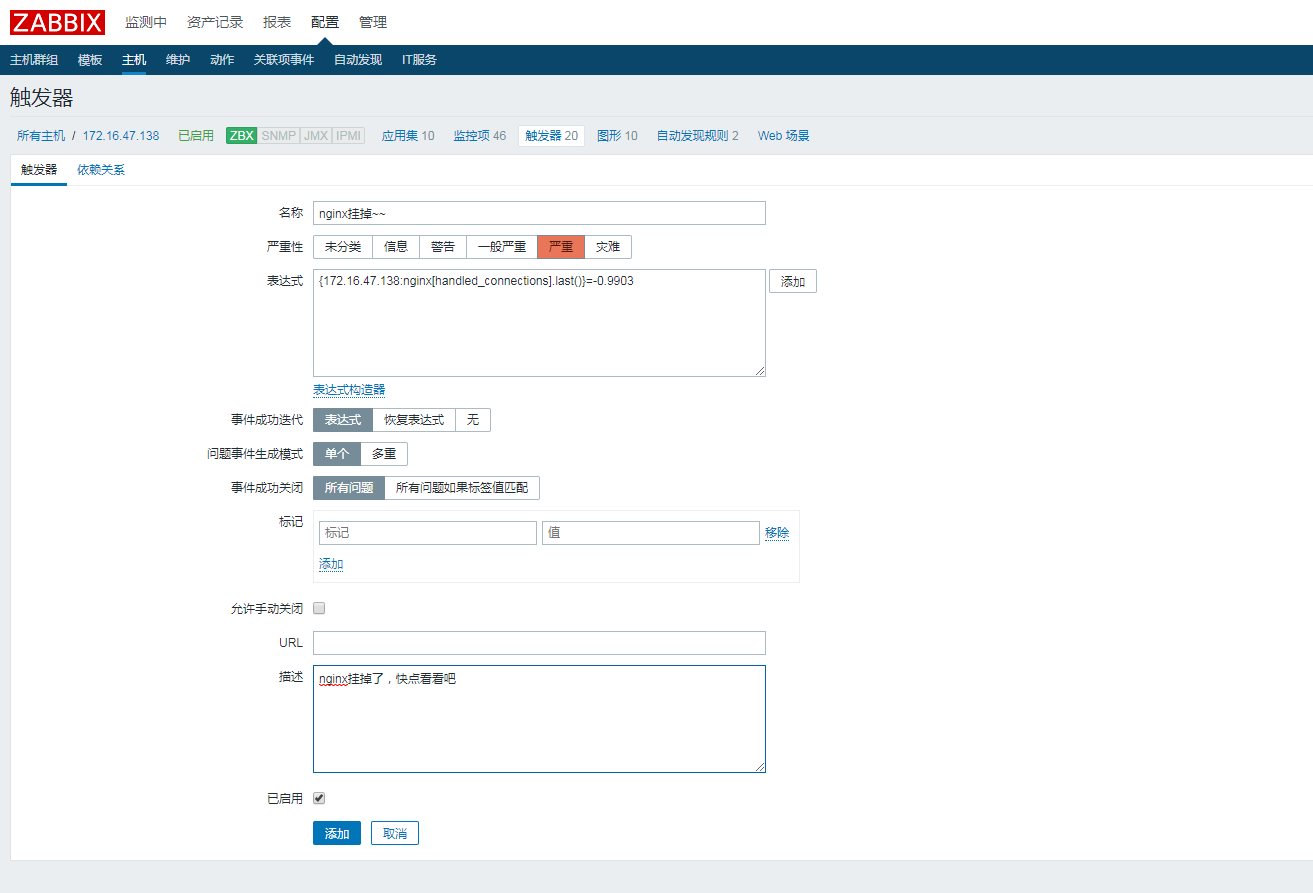 ZABBIX 监测中 资产记录 报表 配置 管理
主机群组 模板 主机 维护 动作 关联项事件 自动发现 IT服务
触发器
所有主机 / 172.16.47.138 已启用 ZBX SNMP JMX IPMI 应用集 10 监控项 46 触发器 20 图形 10 自动发现规则 2 Web 场景
触发器 依赖关系
名称 nginx挂掉~~
严重性 未分类 信息 警告 一般严重 严重 灾难
表达式 {172.16.47.138:nginx[handled_connections].last()}=-0.9903 添加
表达式构造器
事件成功迭代 表达式 恢复表达式 无
问题事件生成模式 单个 多重
事件成功关闭 所有问题 所有问题如果标签值匹配
标记 标记 值 移除
添加
允许手动关闭
URL
描述 nginx挂掉了，快点看看吧
已启用
添加 取消